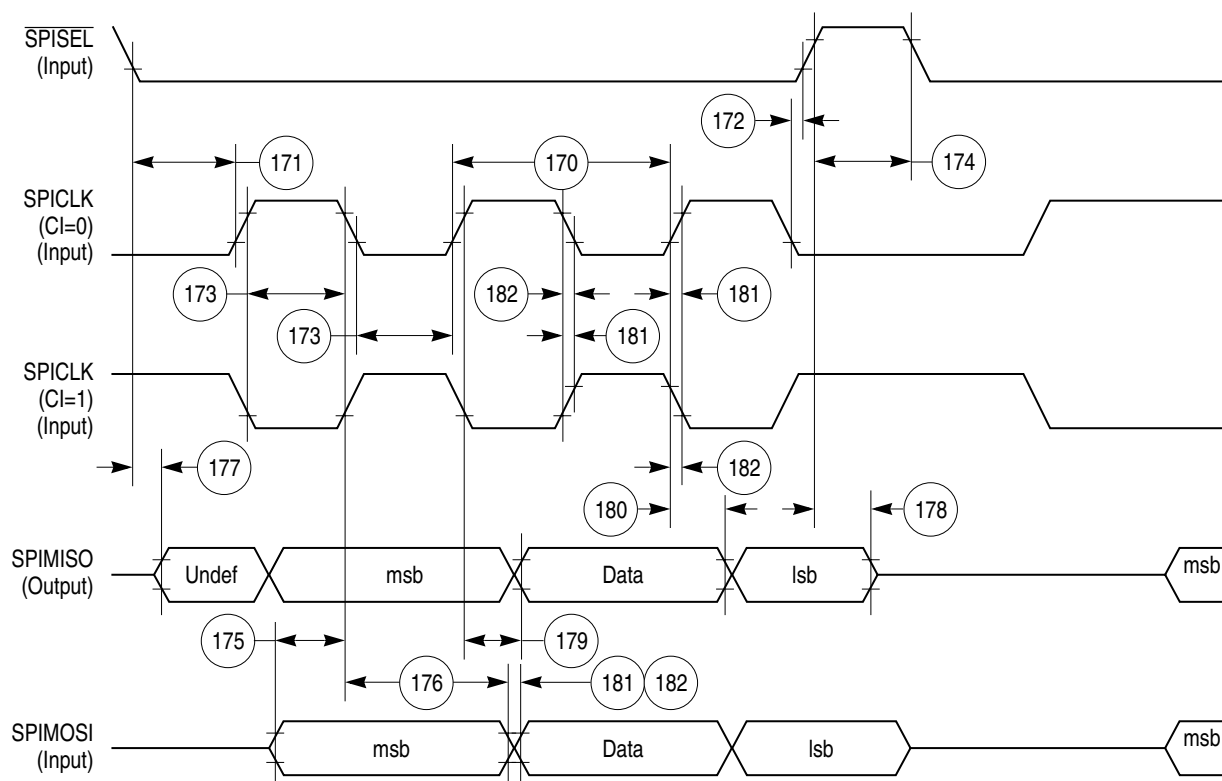 SPISEL
(Input)
172
171
170
174
SPICLK
(CI=0)
(Input)
173
182
181
173
181
SPICLK
(CI=1)
(Input)
177
182
180
178
SPIMISO
(Output)
Undef
msb
Data
lsb
msb
175
179
176
181
182
SPIMOSI
(Input)
msb
Data
lsb
msb